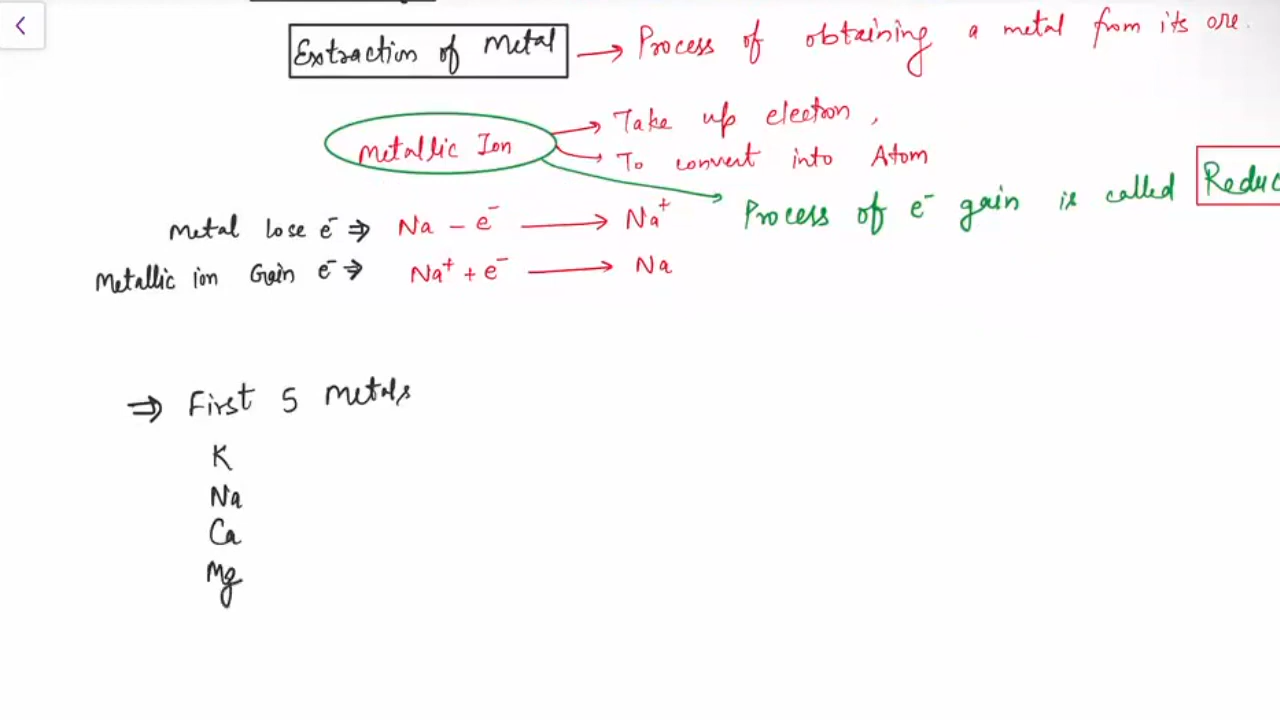 Extraction of Metal → Process of obtaining a metal from its ore.
Metallic Ion → Take up electron,
→ To convert into Atom
→ Process of e⁻ gain is called Reduc
Metal lose e⁻ ⇒ Na – e⁻ → Na⁺
Metallic ion Gain e⁻ ⇒ Na⁺ + e⁻ → Na
⇒ First 5 Metals
K
Na
Ca
Mg